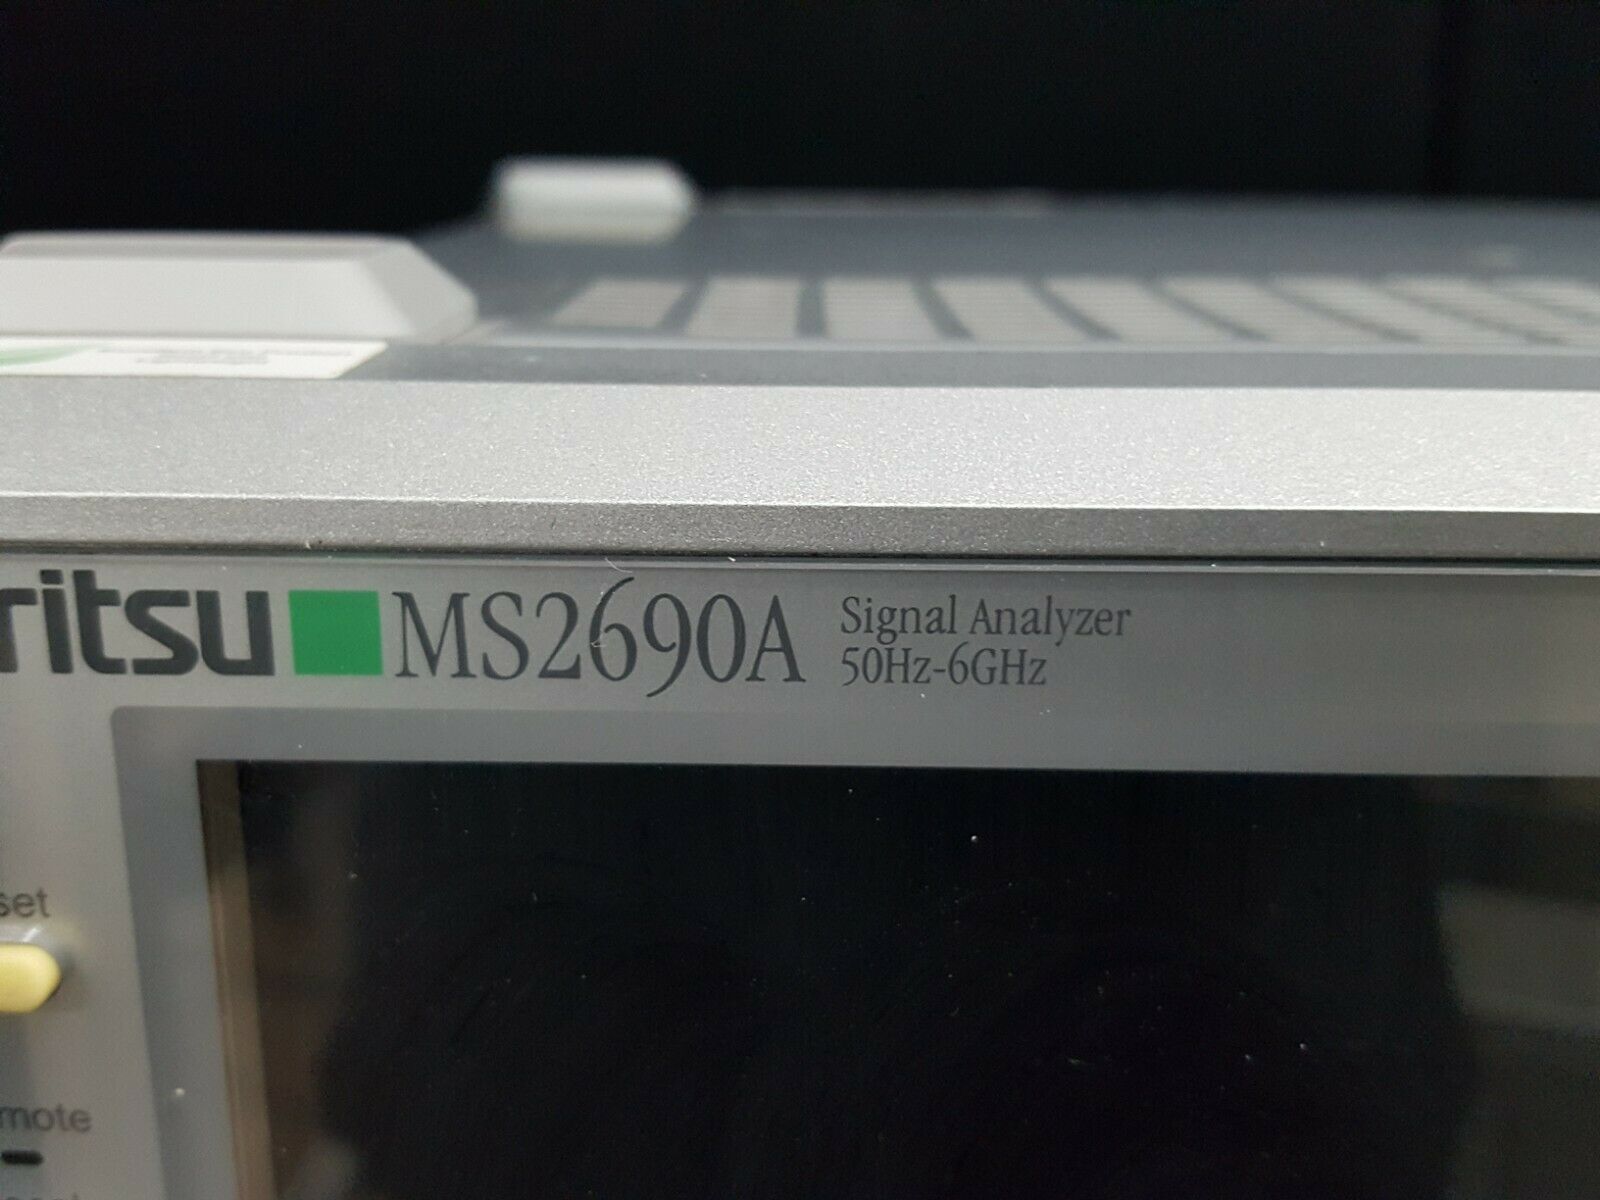 ritsu MS2690A Signal Analyzer
50Hz-6GHz
set
mote